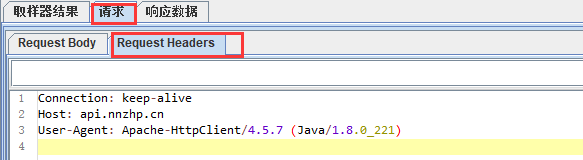 取样器结果 请求 响应数据
Request Body Request Headers
1 Connection: keep-alive
2 Host: api.nnzhp.cn
3 User-Agent: Apache-HttpClient/4.5.7 (Java/1.8.0_221)
4